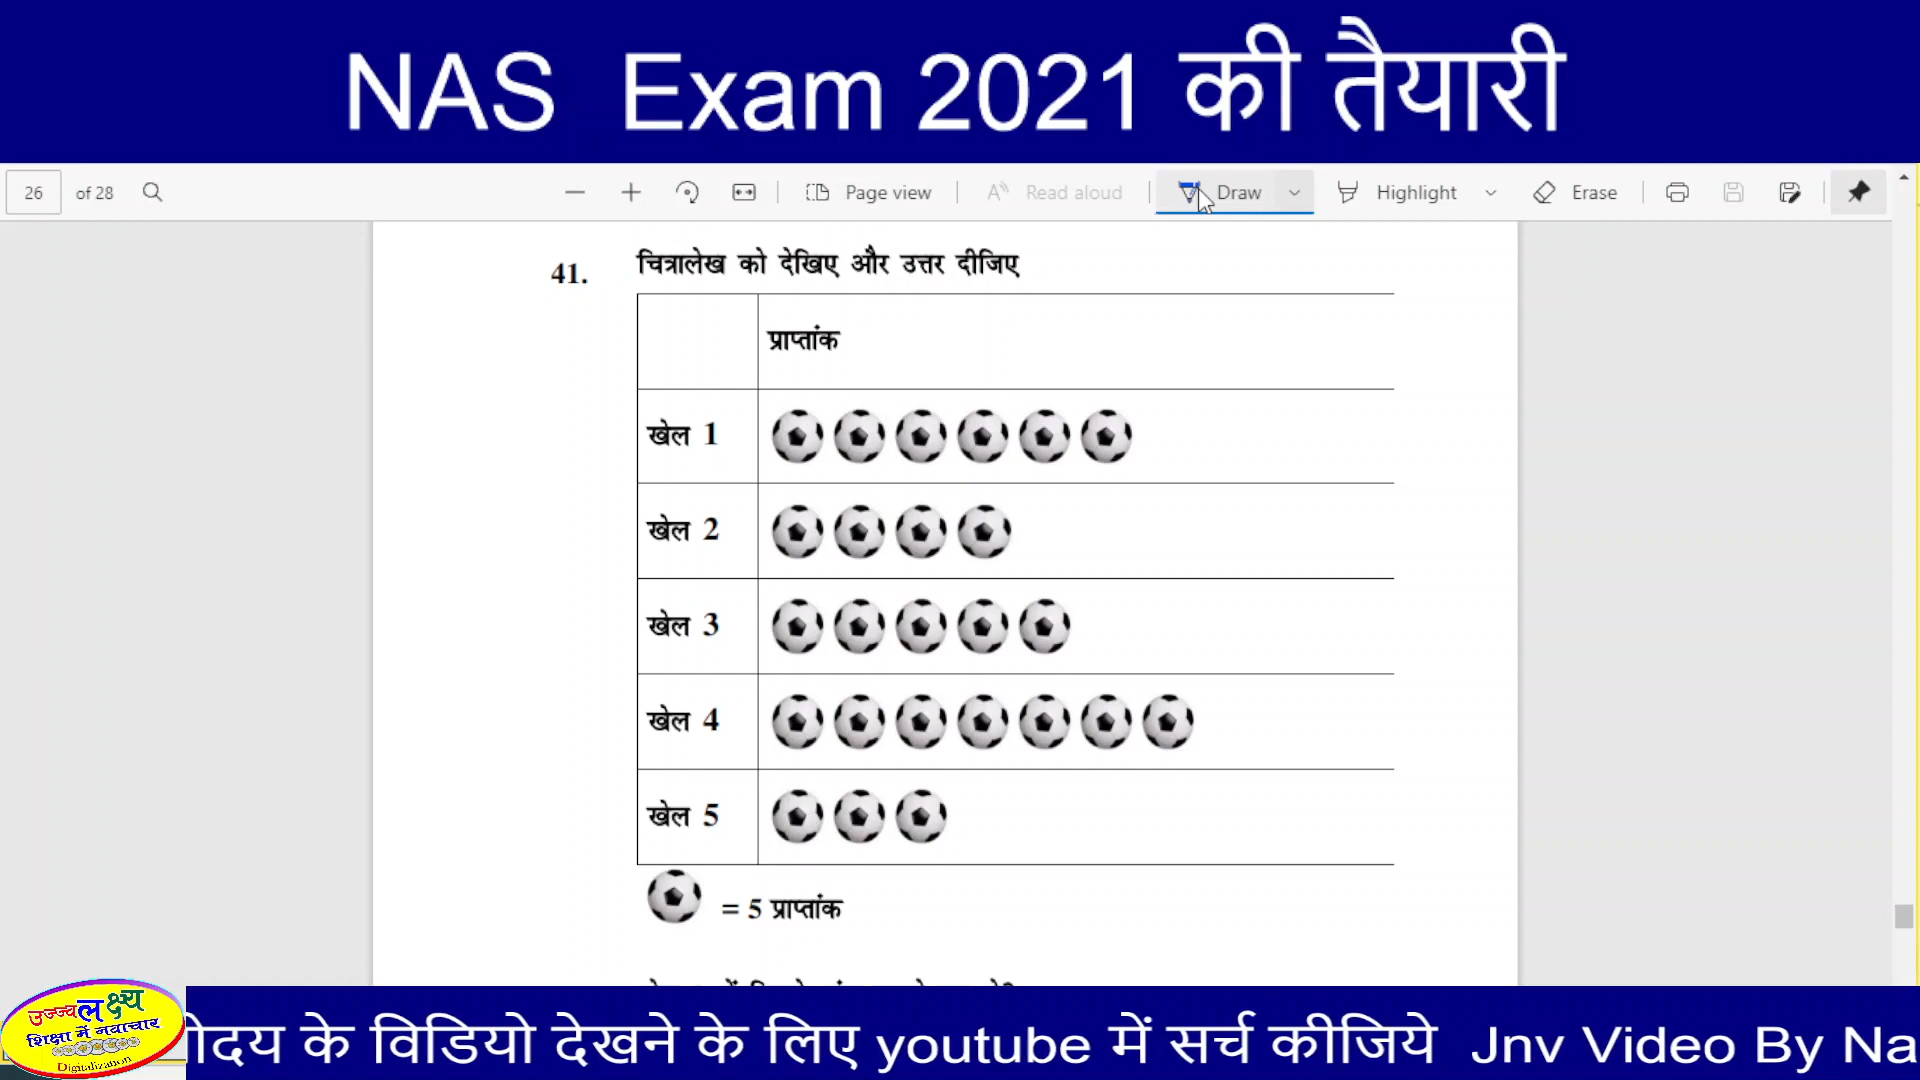 NAS Exam 2021 की तैयारी
26 of 28 Page view Read aloud Draw Highlight Erase
41. चित्रालेख को देखिए और उत्तर दीजिए
प्राप्तांक
खेल 1
खेल 2
खेल 3
खेल 4
खेल 5
= 5 प्राप्तांक
उज्ज्वल लक्ष्य
शिक्षा में नवाचार
Digitalization
के विडियो देखने के लिए youtube में सर्च कीजिये Jnv Video By Na